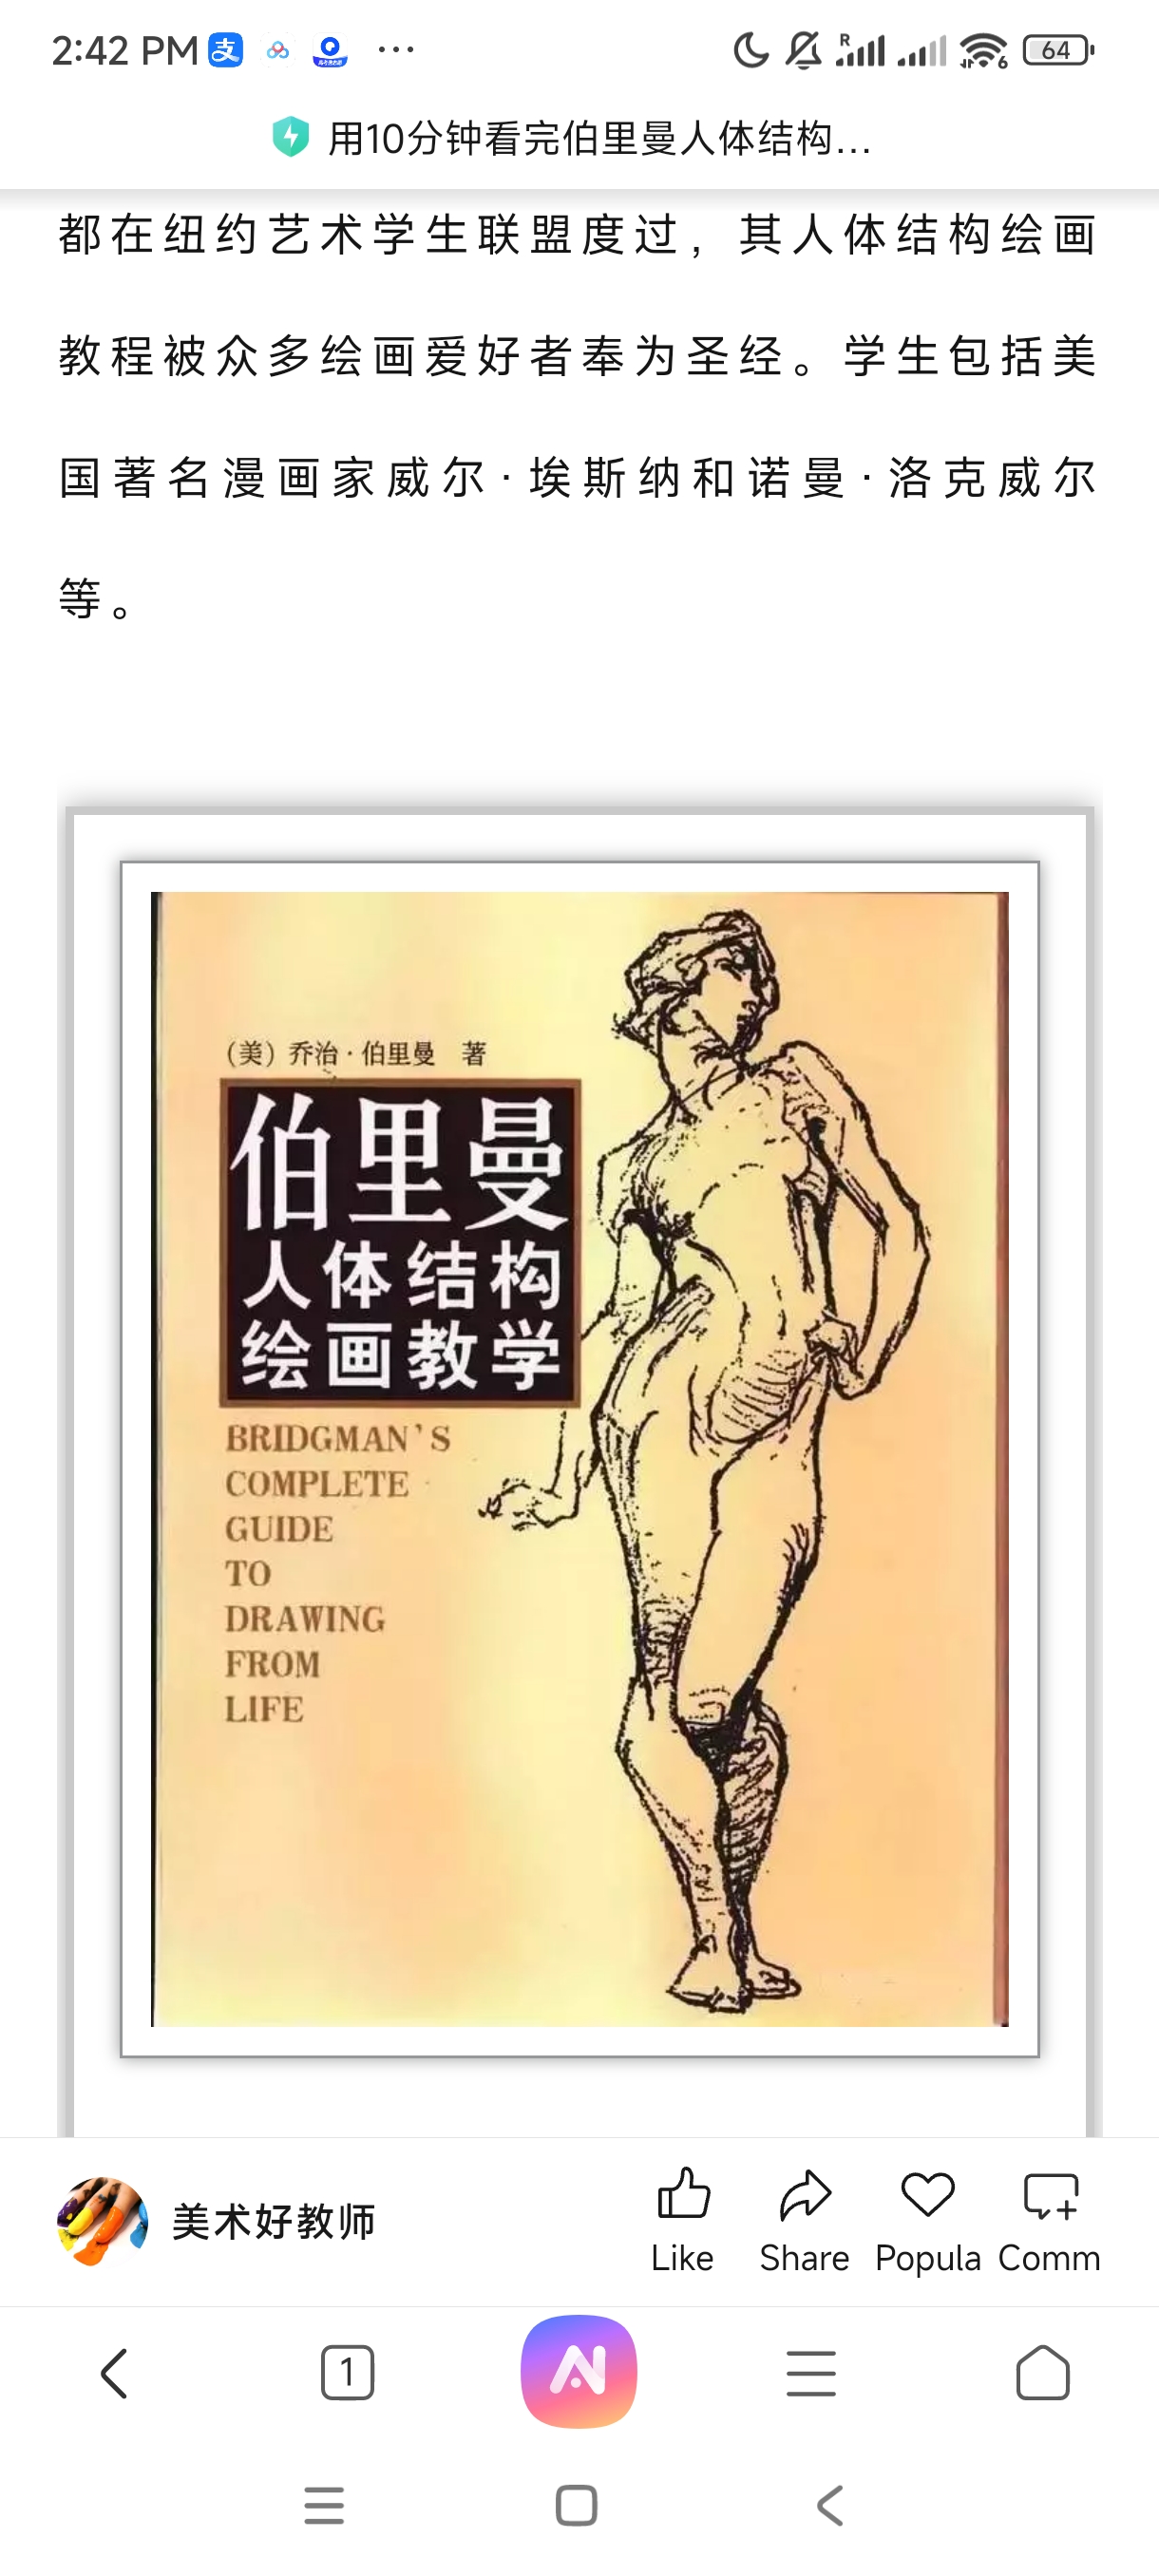 2:42 PM
支
R
6
64
用10分钟看完伯里曼人体结构...
都在纽约艺术学生联盟度过，其人体结构绘画
教程被众多绘画爱好者奉为圣经。学生包括美
国著名漫画家威尔·埃斯纳和诺曼·洛克威尔
等。
（美）乔治·伯里曼 著
伯里曼
人体结构
绘画教学
BRIDGMAN'S
COMPLETE
GUIDE
TO
DRAWING
FROM
LIFE
美术好教师
Like Share Popula Comm
1